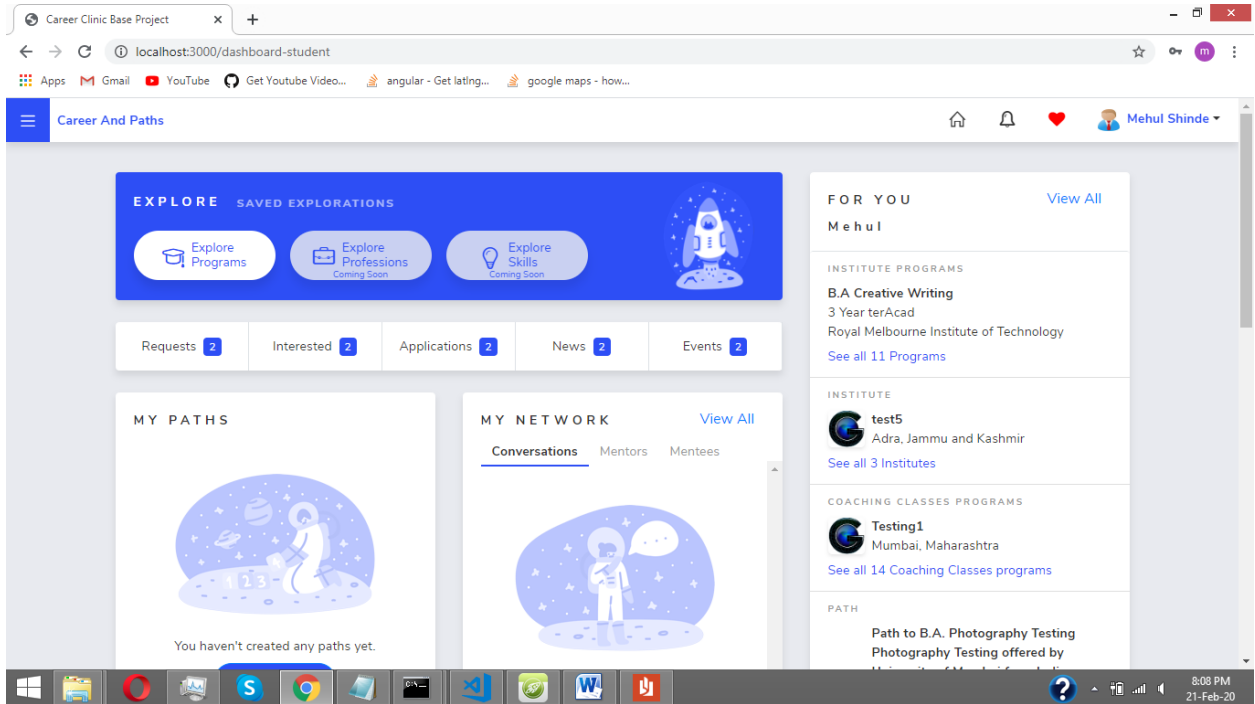 Career Clinic Base Project
localhost:3000/dashboard-student
m
Apps Gmail YouTube Get Youtube Video... angular - Get latlng... google maps - how...
Career And Paths
Mehul Shinde
EXPLORE SAVED EXPLORATIONS
Explore
Programs
Explore
Professions
Coming Soon
Explore
Skills
Coming Soon
Requests 2 Interested 2 Applications 2 News 2 Events 2
MY PATHS
1 2 3
You haven't created any paths yet.
MY NETWORK View All
Conversations Mentors Mentees
FOR YOU View All
Mehul
INSTITUTE PROGRAMS
B.A Creative Writing
3 Year terAcad
Royal Melbourne Institute of Technology
See all 11 Programs
INSTITUTE
test5
Adra, Jammu and Kashmir
See all 3 Institutes
COACHING CLASSES PROGRAMS
Testing1
Mumbai, Maharashtra
See all 14 Coaching Classes programs
PATH
Path to B.A. Photography Testing
Photography Testing offered by
8:08 PM
21-Feb-20